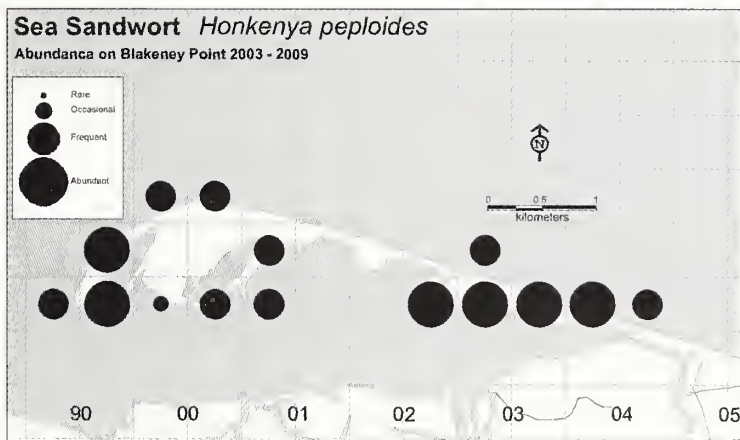 Sea Sandwort Honkenya peploides
Abundanca on Blakeney Point 2003 - 2009
Rare
Occasional
Frequent
Abundant
N
0 0.5 1
kilometers
90 00 01 02 03 04 05